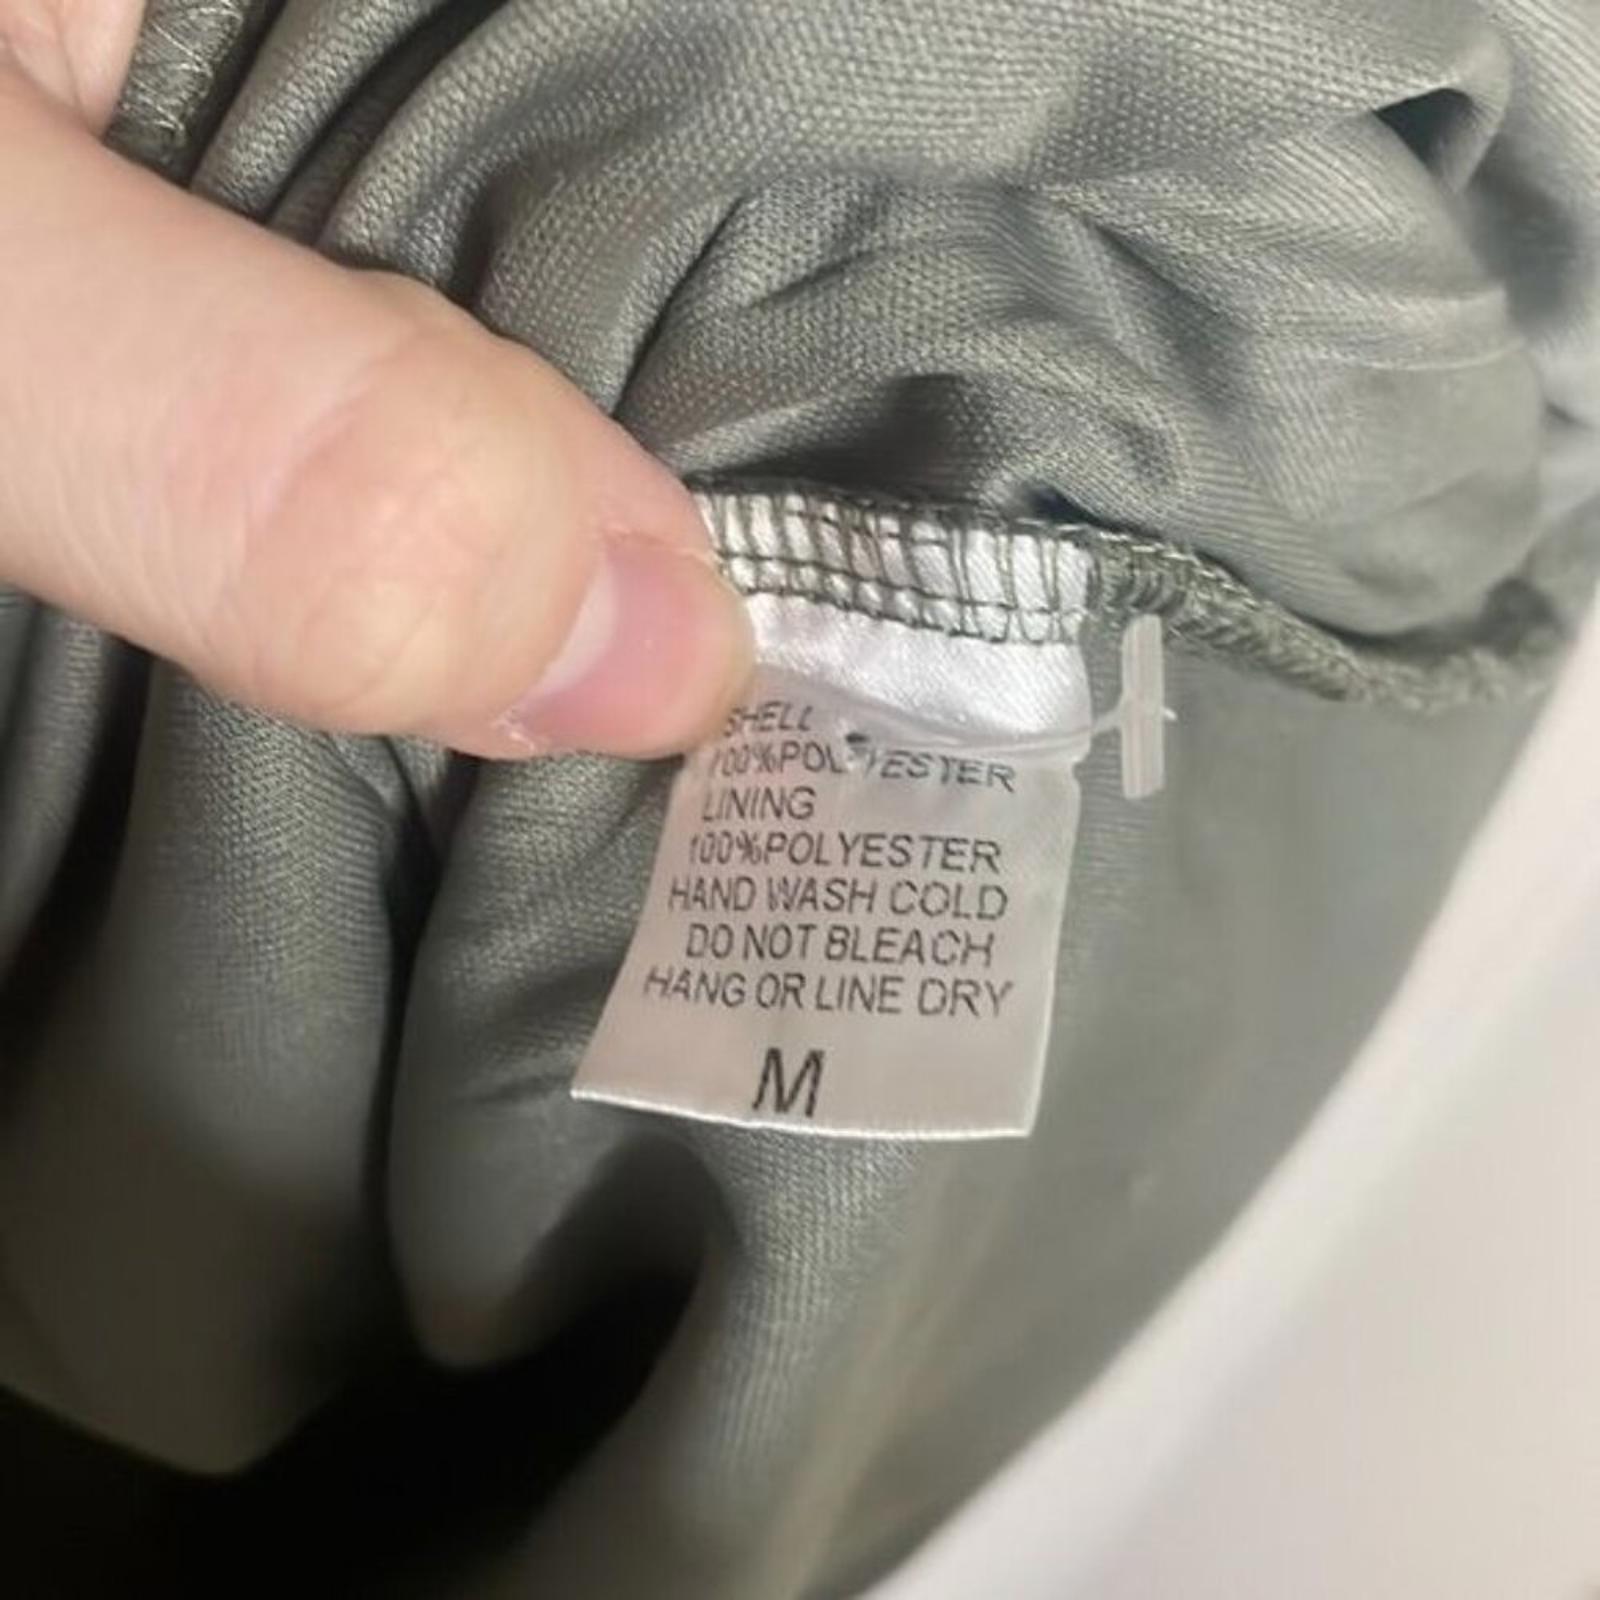 SHELL
100%POLYESTER
LINING
100%POLYESTER
HAND WASH COLD
DO NOT BLEACH
HANG OR LINE DRY
M